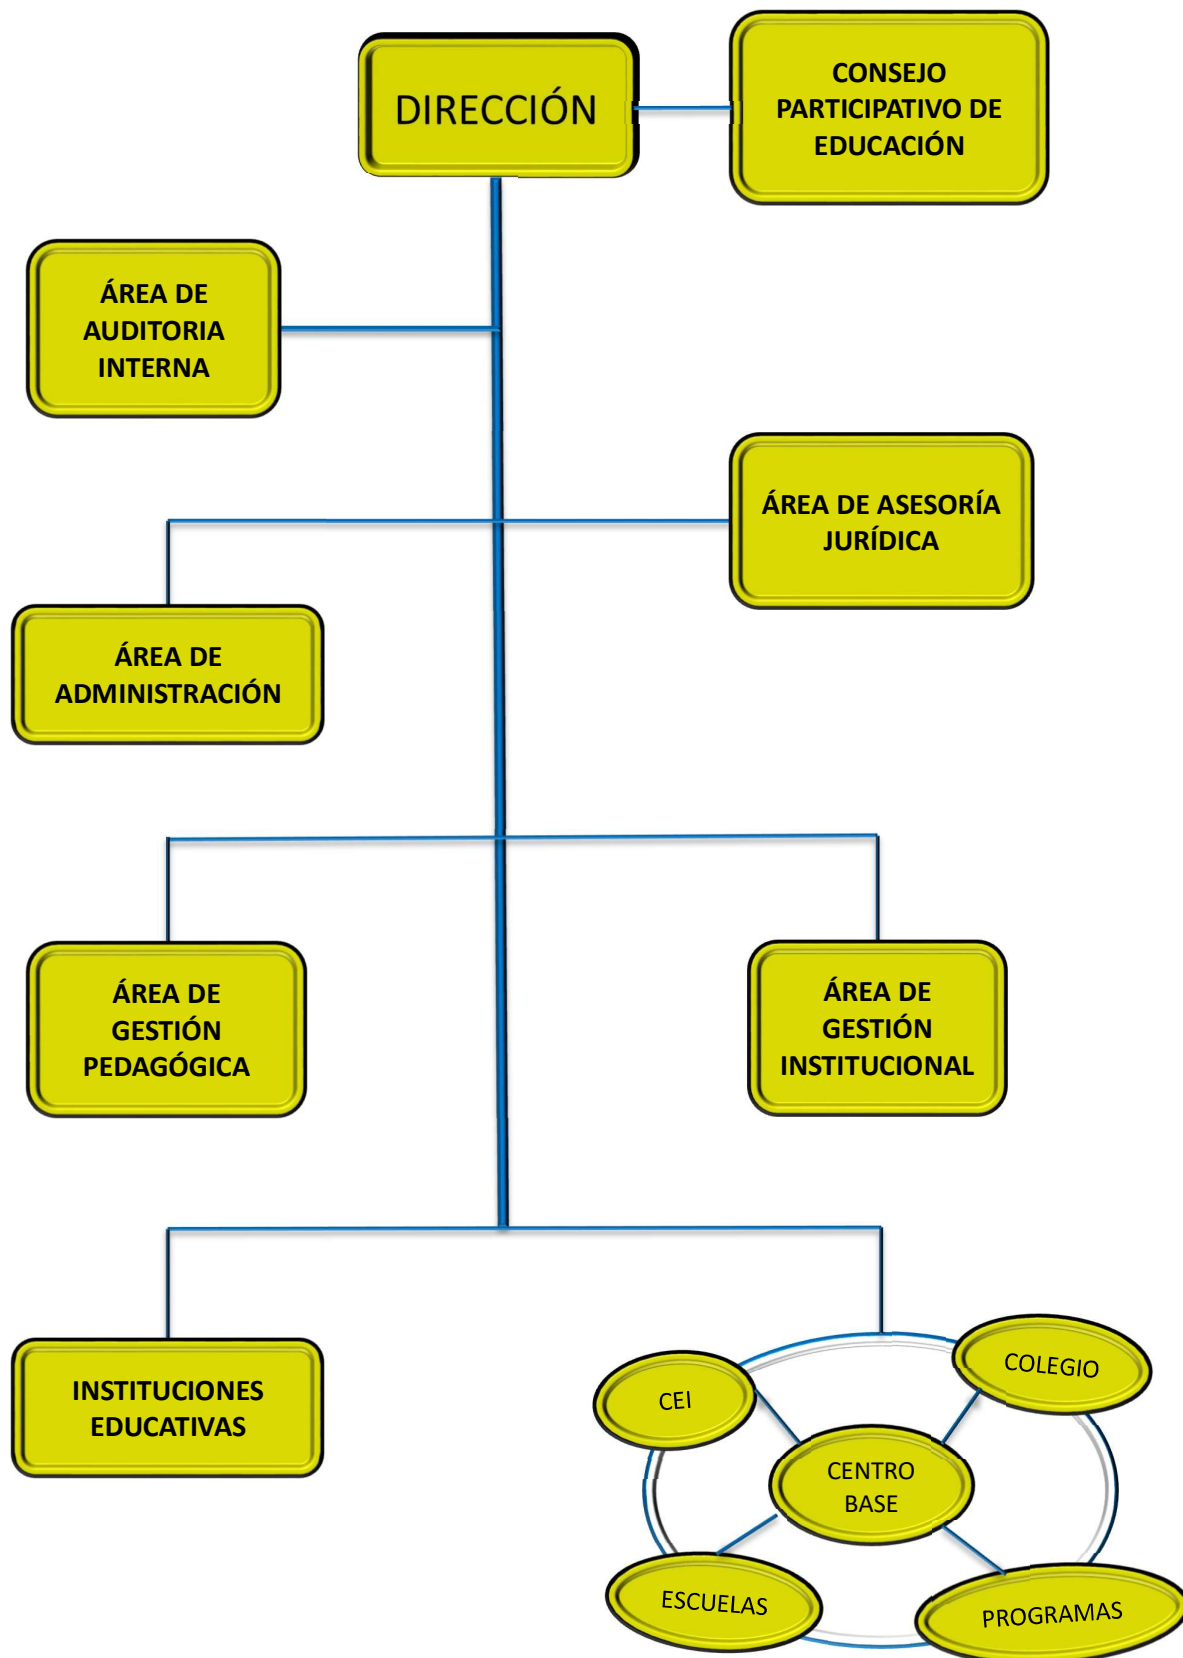 DIRECCIÓN
CONSEJO
PARTICIPATIVO DE
EDUCACIÓN
ÁREA DE
AUDITORIA
INTERNA
ÁREA DE ASESORÍA
JURÍDICA
ÁREA DE
ADMINISTRACIÓN
ÁREA DE
GESTIÓN
PEDAGÓGICA
ÁREA DE
GESTIÓN
INSTITUCIONAL
INSTITUCIONES
EDUCATIVAS
CEI
COLEGIO
CENTRO
BASE
ESCUELAS
PROGRAMAS